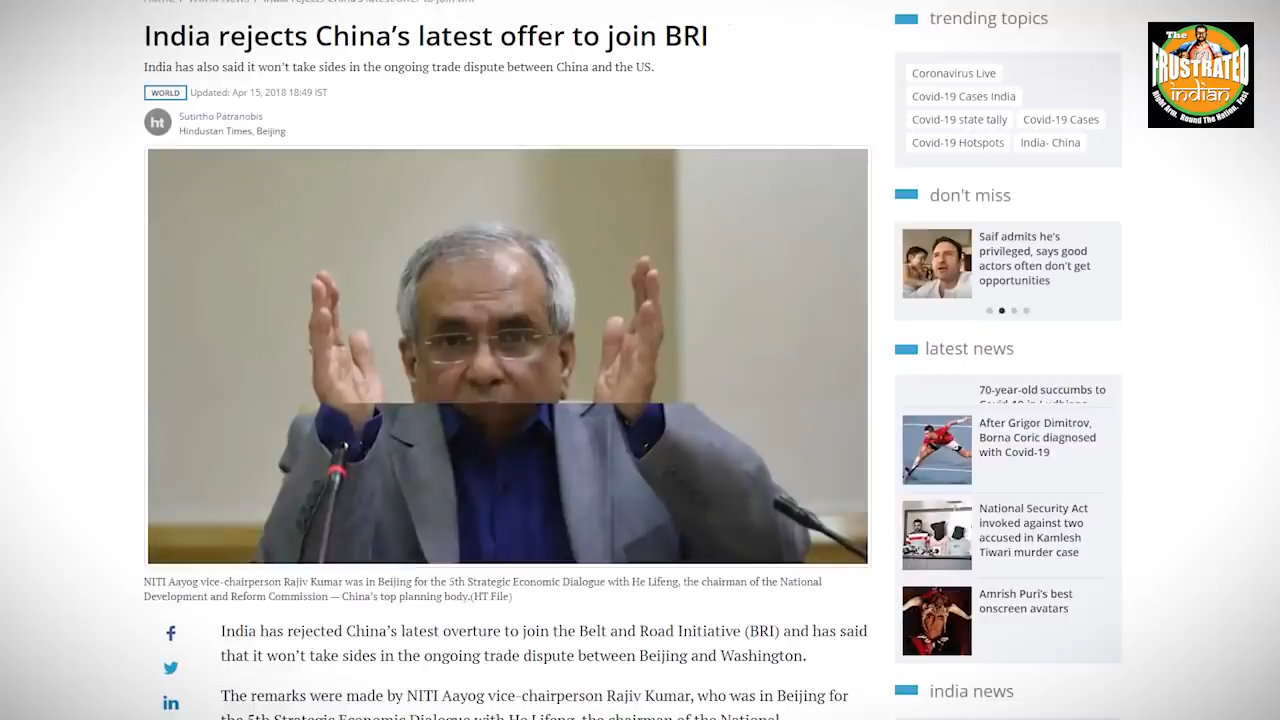 India rejects China's latest offer to join BRI
India has also said it won't take sides in the ongoing trade dispute between China and the US.
WORLD Updated: Apr 15, 2018 18:49 IST
ht
Sutirtho Patranobis
Hindustan Times, Beijing
NITI Aayog vice-chairperson Rajiv Kumar was in Beijing for the 5th Strategic Economic Dialogue with He Lifeng, the chairman of the National
Development and Reform Commission — China's top planning body.(HT File)
India has rejected China's latest overture to join the Belt and Road Initiative (BRI) and has said
that it won't take sides in the ongoing trade dispute between Beijing and Washington.
The remarks were made by NITI Aayog vice-chairperson Rajiv Kumar, who was in Beijing for
the 5th Strategic Economic Dialogue with He Lifeng, the chairman of the National
trending topics
Coronavirus Live
Covid-19 Cases India
Covid-19 state tally Covid-19 Cases
Covid-19 Hotspots India- China
don't miss
Saif admits he's
privileged, says good
actors often don't get
opportunities
latest news
70-year-old succumbs to
After Grigor Dimitrov,
Borna Coric diagnosed
with Covid-19
National Security Act
invoked against two
accused in Kamlesh
Tiwari murder case
Amrish Puri's best
onscreen avatars
india news
The
FRUSTRATED
indian
Right Arm, Round The Nation, Fast